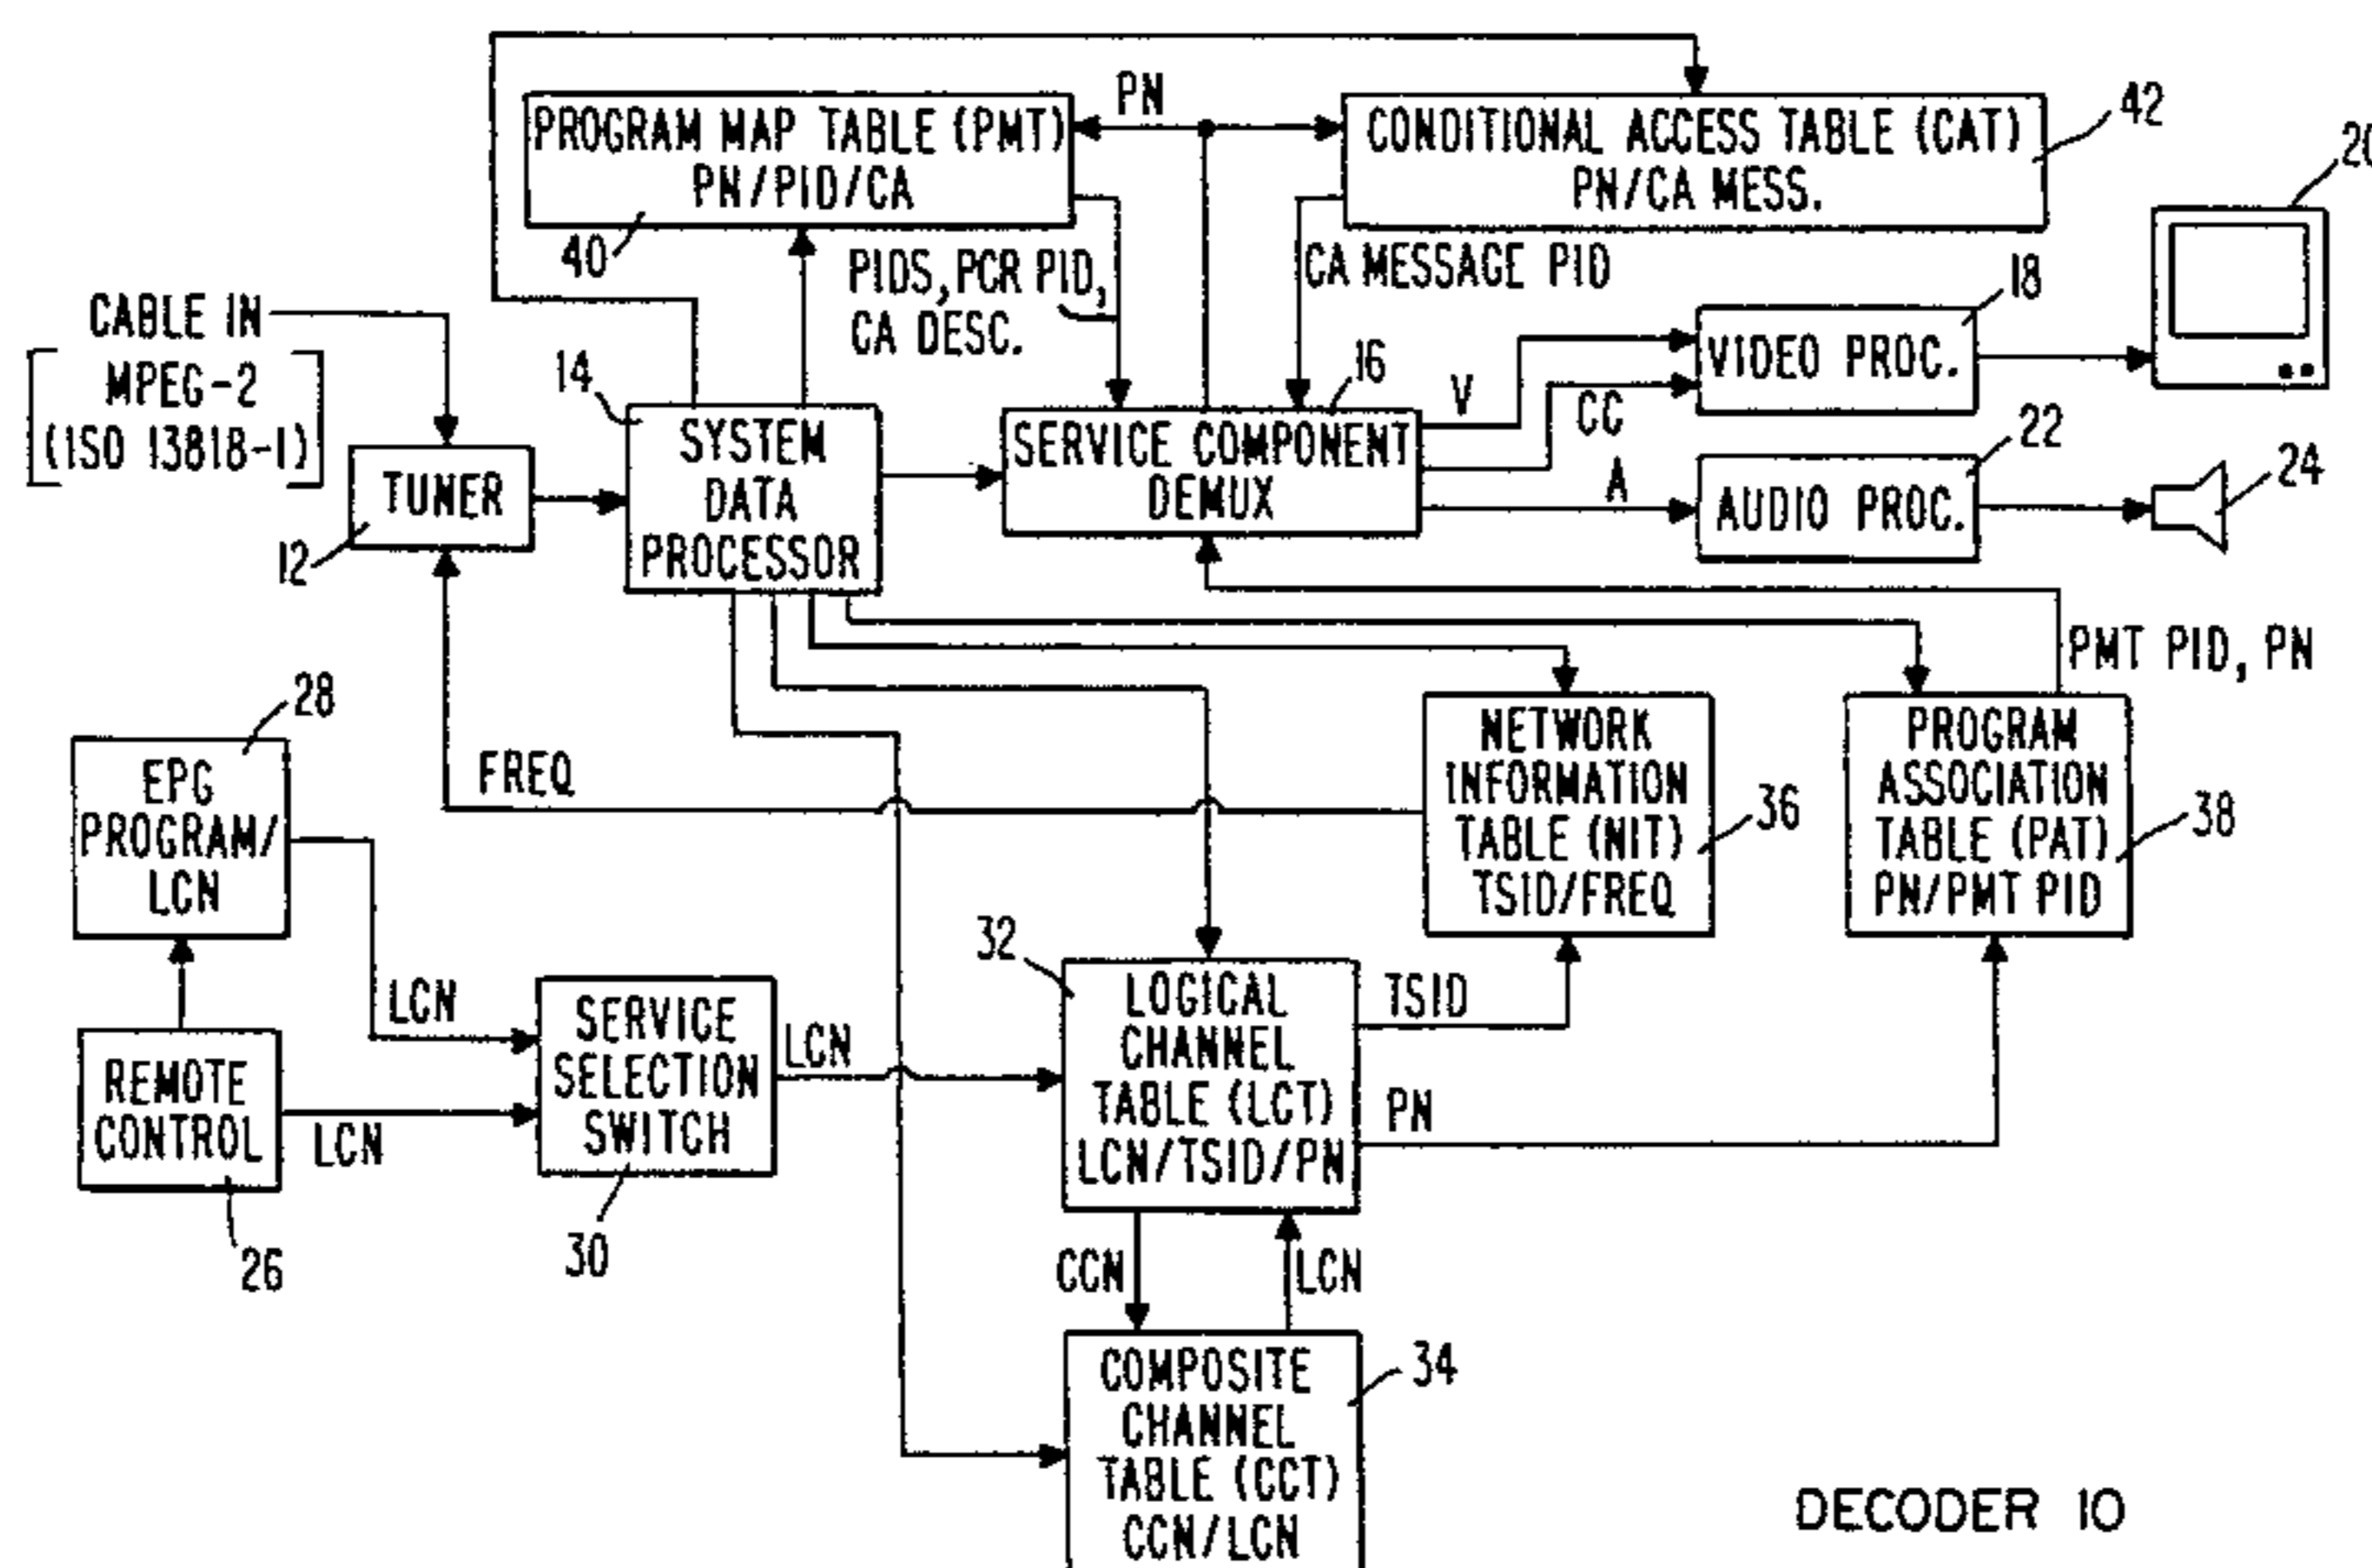 PN
PROGRAM MAP TABLE (PMT)
PN/PID/CA
CONDITIONAL ACCESS TABLE (CAT)
PN/CA MESS.
42
20
40
PIDS, PCR PID,
CA DESC.
CA MESSAGE PID
18
CABLE IN
MPEG-2
(ISO 13818-1)
14
16
V
CC
A
VIDEO PROC.
22
TUNER
12
SYSTEM
DATA
PROCESSOR
SERVICE COMPONENT
DEMUX
AUDIO PROC.
24
PMT PID, PN
28
EPG
PROGRAM/
LCN
FREQ
NETWORK
INFORMATION
TABLE (NIT)
TSID/FREQ
36
PROGRAM
ASSOCIATION
TABLE (PAT)
PN/PMT PID
38
32
LCN
REMOTE
CONTROL
LCN
26
SERVICE
SELECTION
SWITCH
30
LCN
LOGICAL
CHANNEL
TABLE (LCT)
LCN/TSID/PN
TSID
PN
CCN
LCN
COMPOSITE
CHANNEL
TABLE (CCT)
CCN/LCN
34
DECODER 10